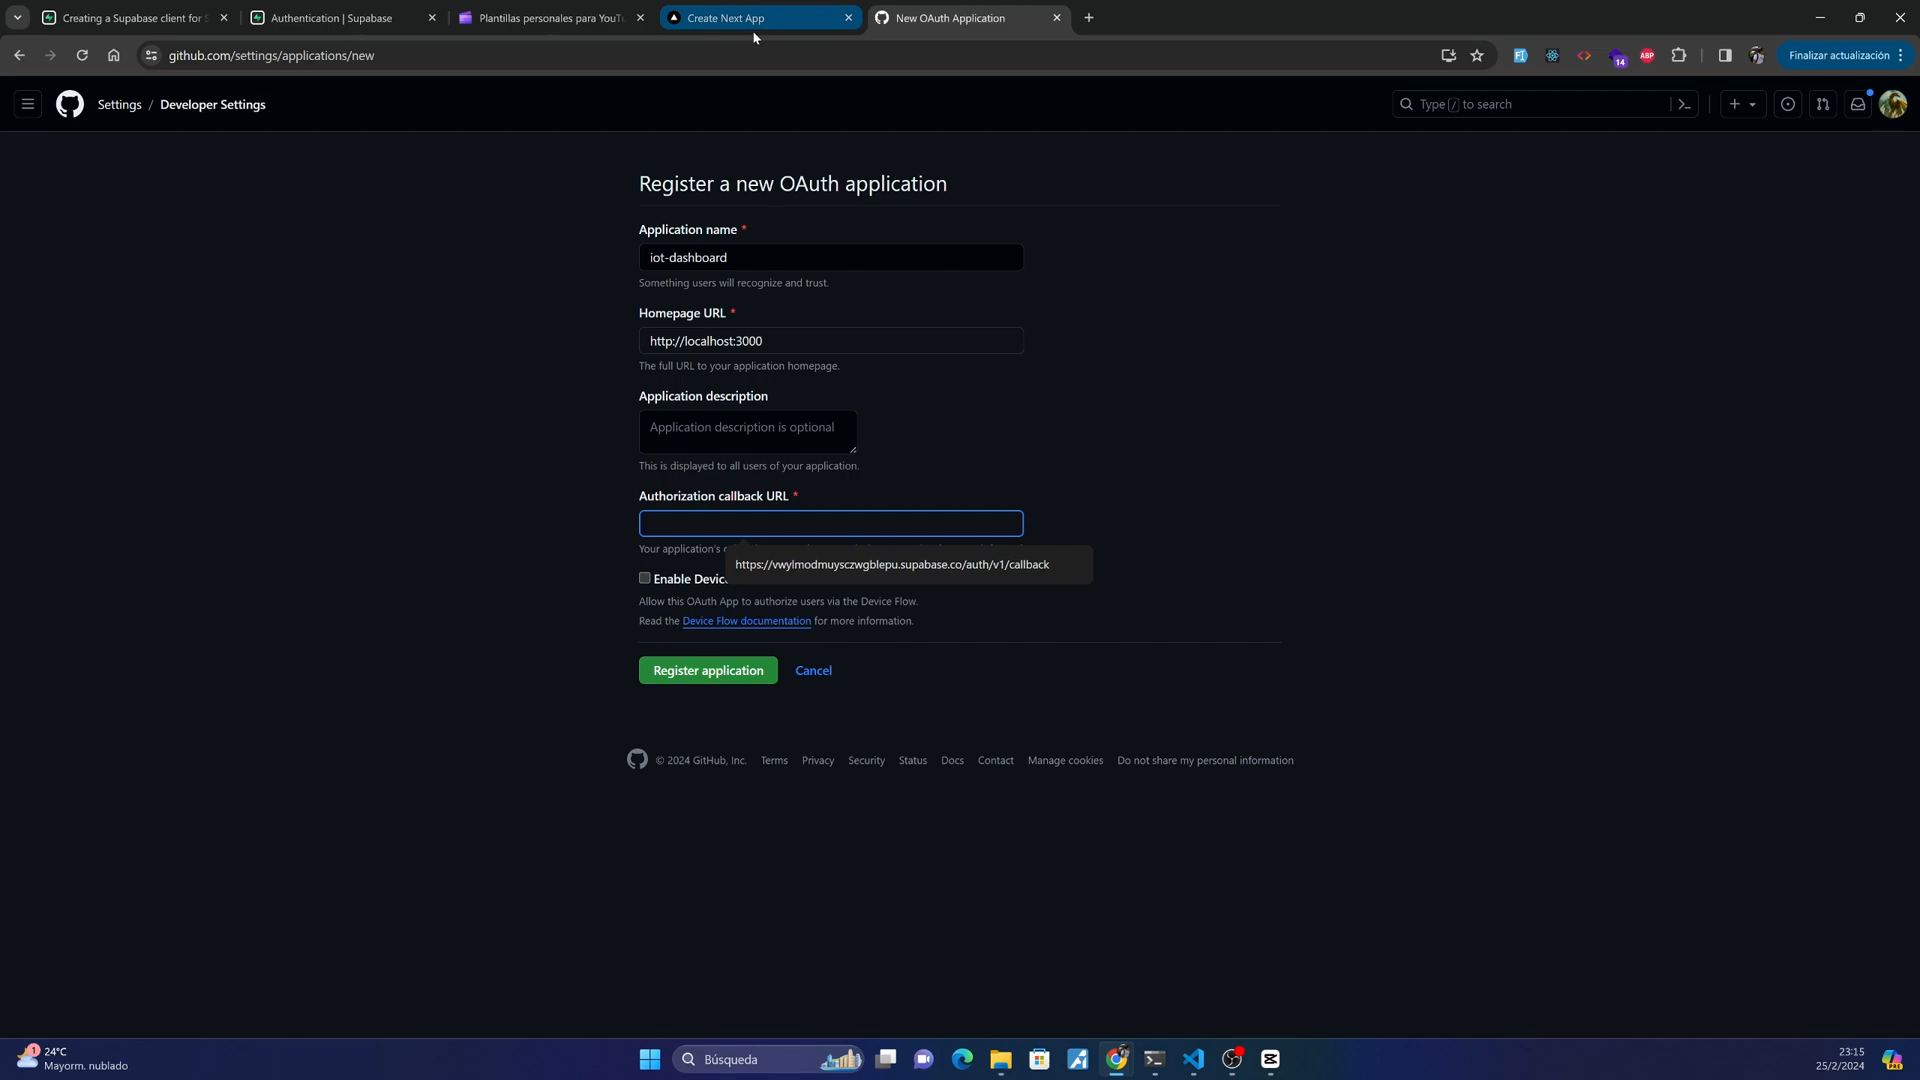 Creating a Supabase client for S
Authentication | Supabase
Plantillas personales para YouTu
Create Next App
New OAuth Application
github.com/settings/applications/new
14
ABP
Finalizar actualización
Settings / Developer Settings
Type / to search
Register a new OAuth application
Application name *
iot-dashboard
Something users will recognize and trust.
Homepage URL *
http://localhost:3000
The full URL to your application homepage.
Application description
Application description is optional
This is displayed to all users of your application.
Authorization callback URL *
Your application's
https://vwylmodmuysczwgblepu.supabase.co/auth/v1/callback
Enable Device
Allow this OAuth App to authorize users via the Device Flow.
Read the Device Flow documentation for more information.
Register application
Cancel
© 2024 GitHub, Inc. Terms Privacy Security Status Docs Contact Manage cookies Do not share my personal information
1
24°C
Mayorm. nublado
Búsqueda
23:15
25/2/2024
PRE